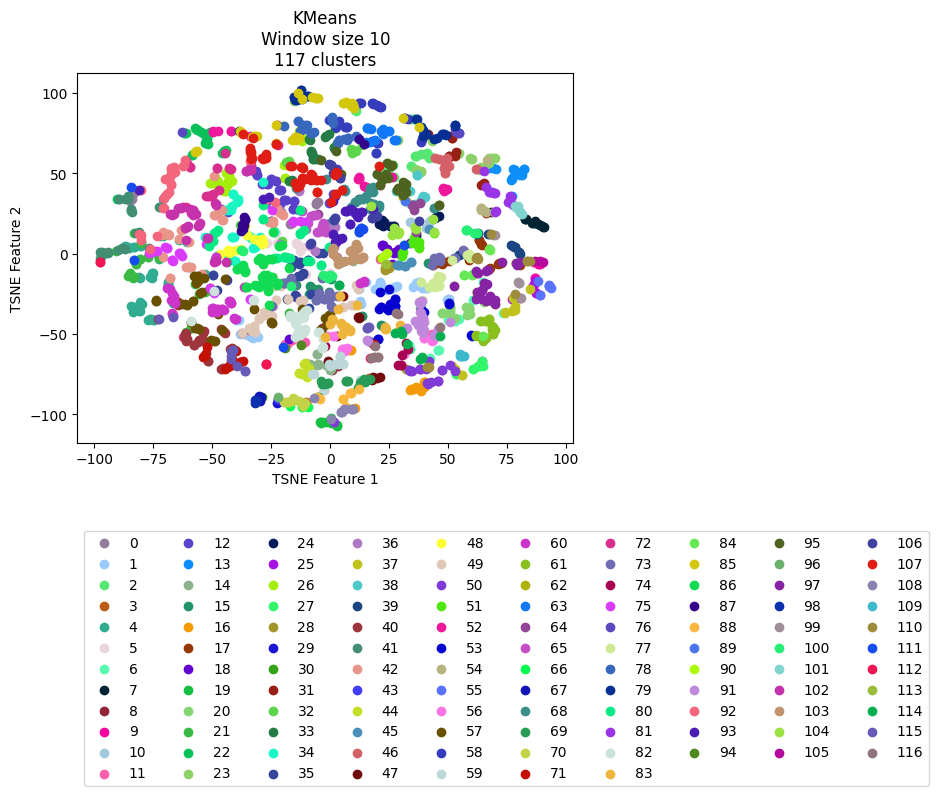 KMeans
Window size 10
117 clusters
100
50
0
−50
−100
TSNE Feature 2
−100 −75 −50 −25 0 25 50 75 100
TSNE Feature 1
0 12 24 36 48 60 72 84 95 106
1 13 25 37 49 61 73 85 96 107
2 14 26 38 50 62 74 86 97 108
3 15 27 39 51 63 75 87 98 109
4 16 28 40 52 64 76 88 99 110
5 17 29 41 53 65 77 89 100 111
6 18 30 42 54 66 78 90 101 112
7 19 31 43 55 67 79 91 102 113
8 20 32 44 56 68 80 92 103 114
9 21 33 45 57 69 81 93 104 115
10 22 34 46 58 70 82 94 105 116
11 23 35 47 59 71 83